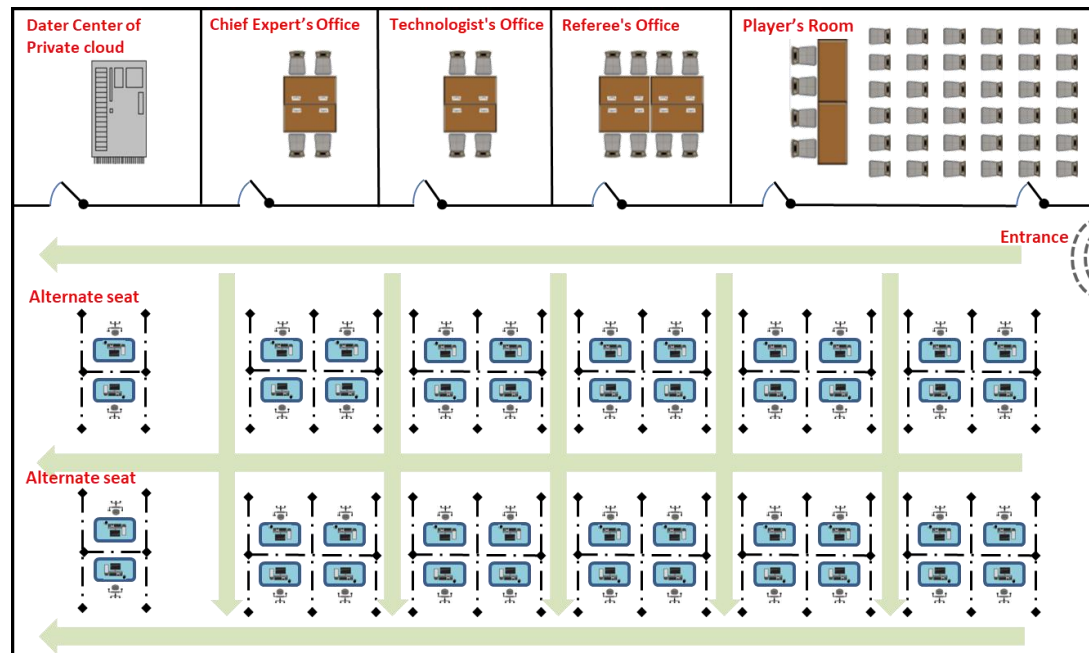 Dater Center of
Private cloud
Chief Expert's Office
Technologist's Office
Referee's Office
Player's Room
Entrance
Alternate seat
Alternate seat